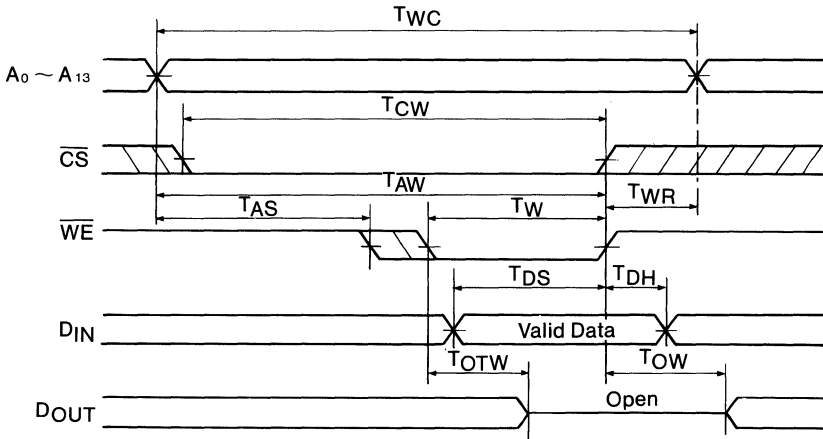 TWC
A0 ~ A13
TCW
CS
TAW
TAS
TW
TWR
WE
TDS
TDH
DIN
Valid Data
TOTW
TOW
DOUT
Open